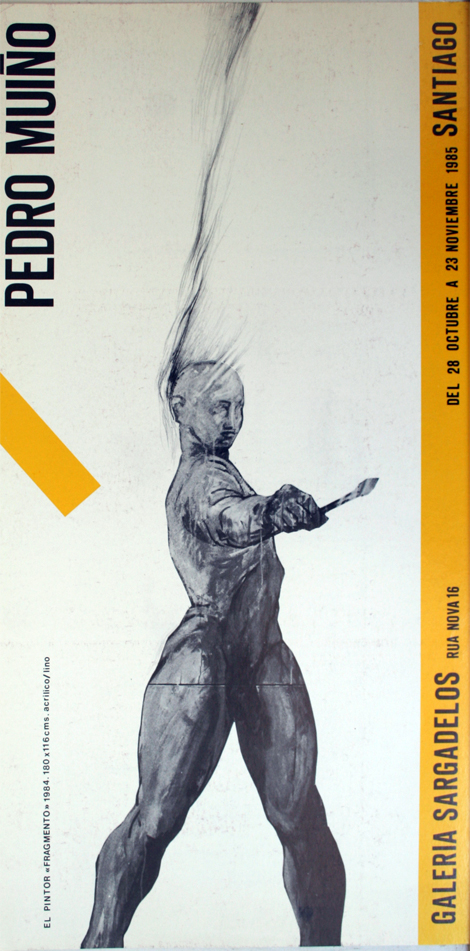 PEDRO MUIÑO
EL PINTOR «FRAGMENTO» 1984. 180 x 116 cms. acrilico/lino
GALERIA SARGADELOS RUA NOVA 16
DEL 28 OCTUBRE A 23 NOVIEMBRE 1985 SANTIAGO